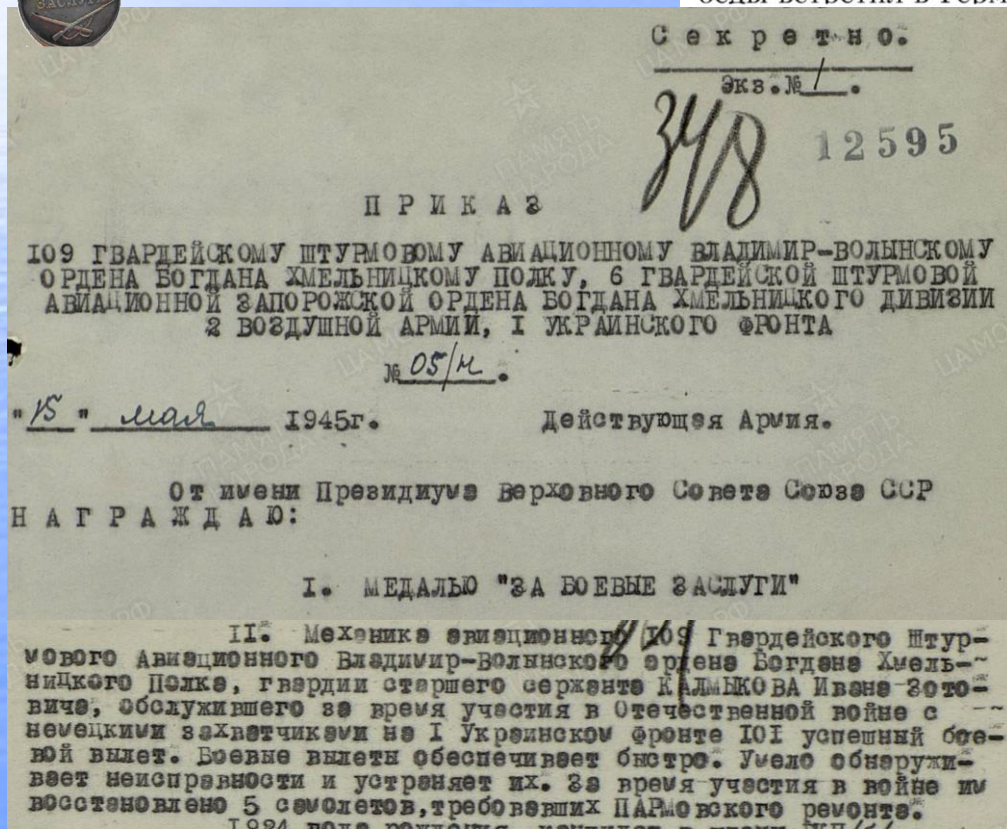 ЗАСЛУГИ
Секретно.
Экз.№ 1.
348
12595
ПРИКАЗ
109 ГВАРДЕЙСКОМУ ШТУРМОВОМУ АВИАЦИОННОМУ ВЛАДИМИР-ВОЛЫНСКОМУ
ОРДЕНА БОГДАНА ХМЕЛЬНИЦКОМУ ПОЛКУ, 6 ГВАРДЕЙСКОЙ ШТУРМОВОЙ
АВИАЦИОННОЙ ЗАПОРОЖСКОЙ ОРДЕНА БОГДАНА ХМЕЛЬНИЦКОГО ДИВИЗИИ
2 ВОЗДУШНОЙ АРМИИ, I УКРАИНСКОГО ФРОНТА
№ 05/н.
"15" мая 1945г. Действующая Армия.
От имени Президиума Верховного Совета Союза ССР
НАГРАЖДАЮ:
I. МЕДАЛЬЮ "ЗА БОЕВЫЕ ЗАСЛУГИ"
II. Механика авиационного 109 Гвардейского Штур-
мового Авиационного Владимир-Волынского ордена Богдана Хмель-
ницкого Полка, гвардии старшего сержанта КАЛМЫКОВА Ивана Зото-
вича, обслужившего за время участия в Отечественной войне с
немецкими захватчиками на I Украинском фронте IOI успешный бое-
вой вылет. Боевые вылеты обеспечивает быстро. Умело обнаружи-
вает неисправности и устраняет их. За время участия в войне им
восстановлено 5 самолетов,требовавших ПАРМовского ремонта.
1924 года рождения,